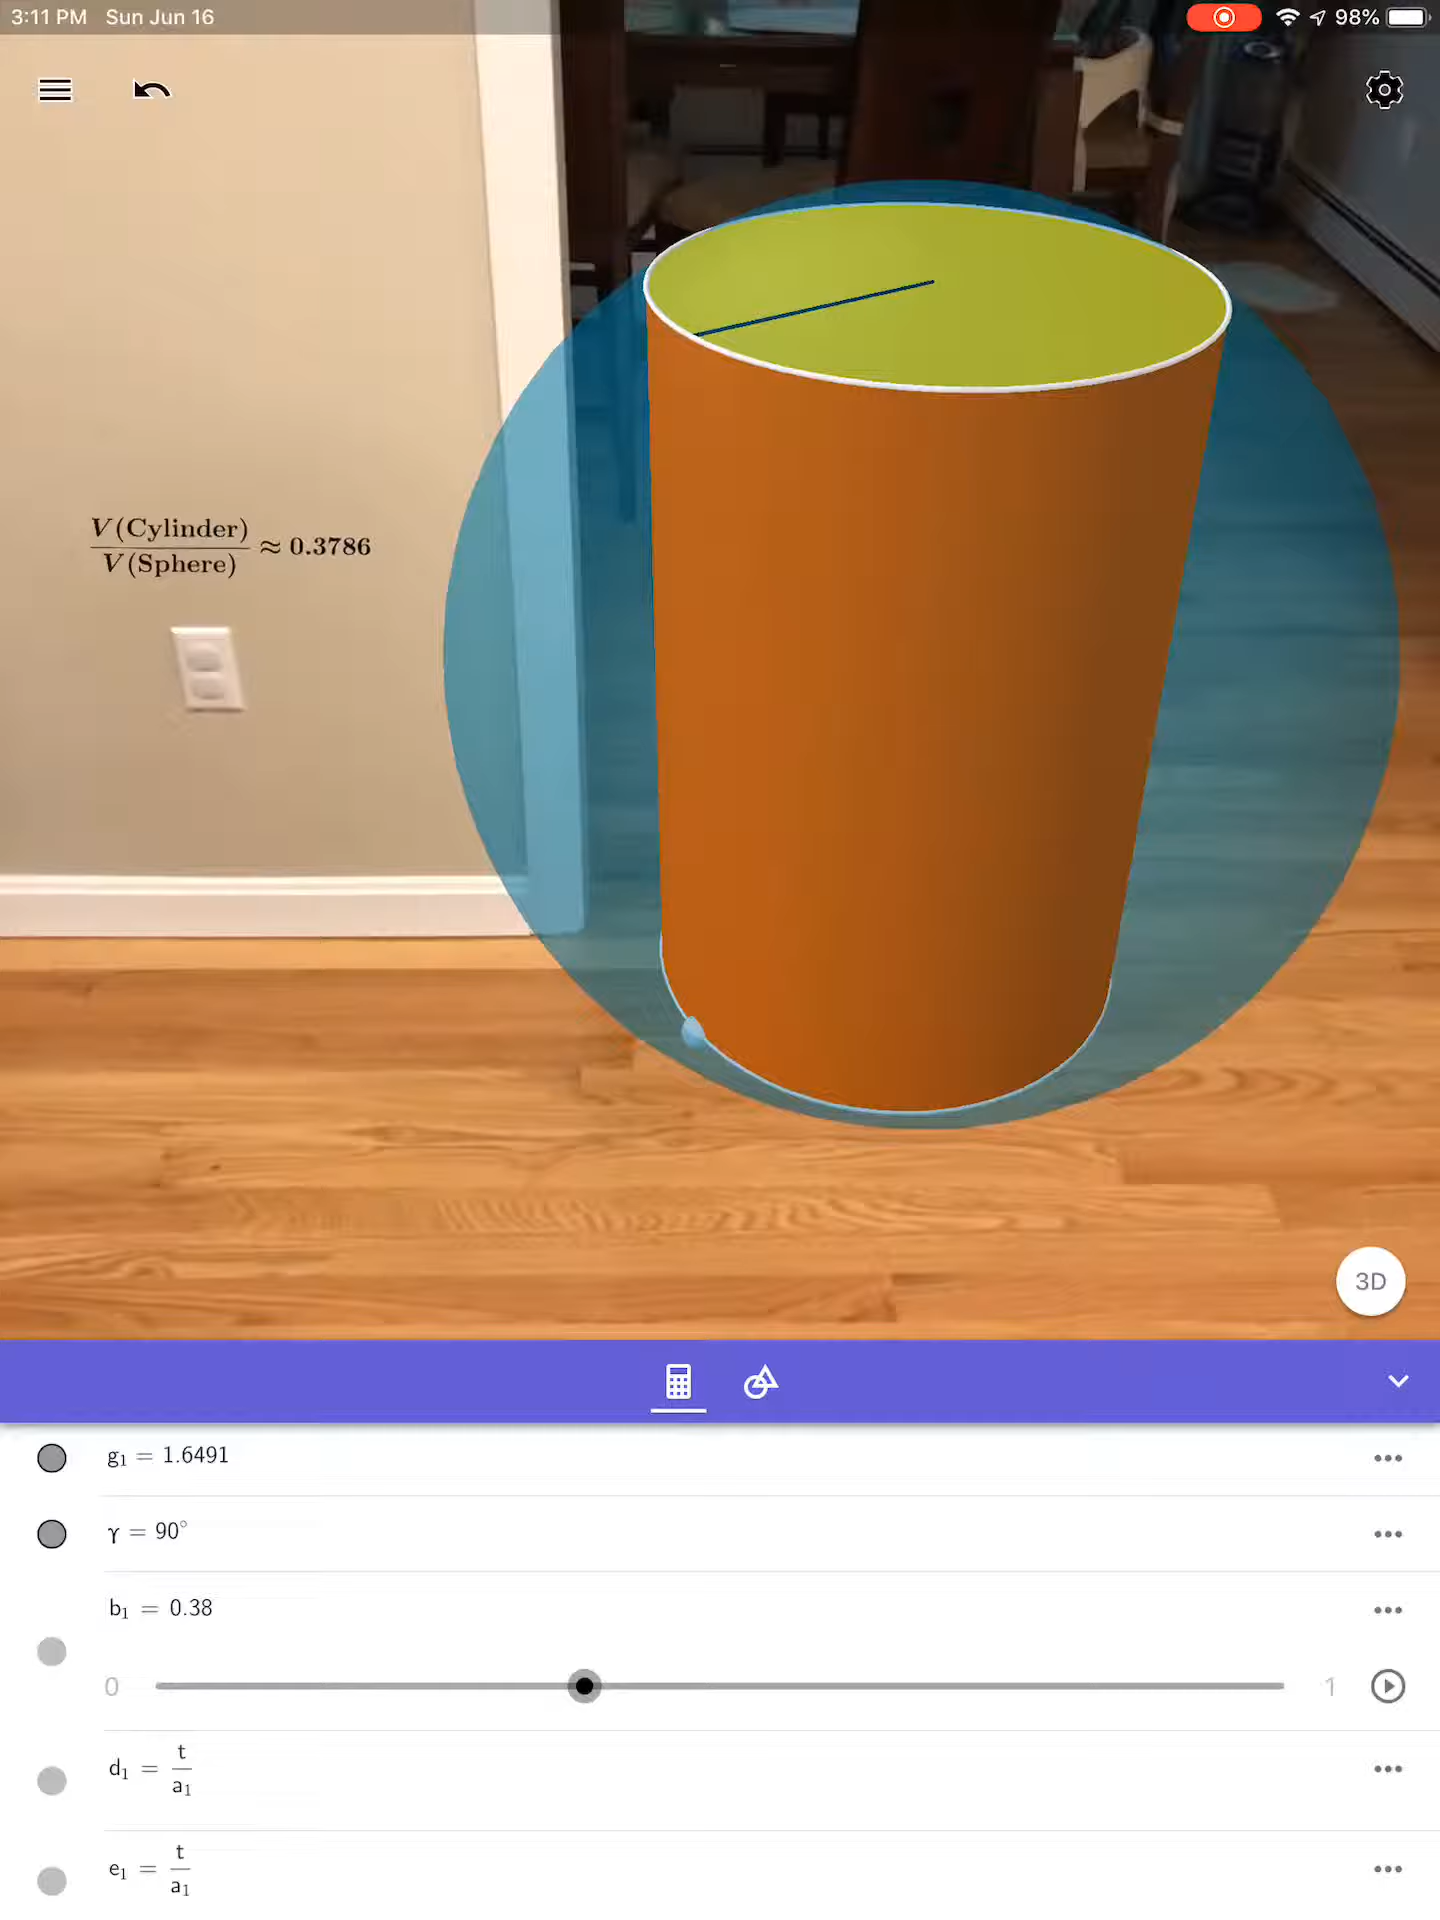 3:11 PM Sun Jun 16 98%
V(Cylinder)
V(Sphere)
≈ 0.3786
3D
g₁ = 1.6491
γ = 90°
b₁ = 0.38
0 1
d₁ = t/a₁
e₁ = t/a₁